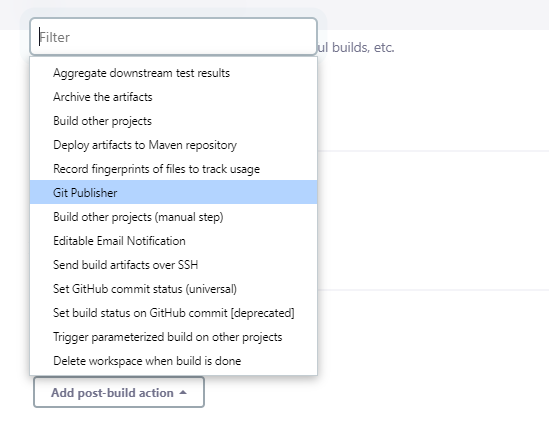 Filter
ul builds, etc.
Aggregate downstream test results
Archive the artifacts
Build other projects
Deploy artifacts to Maven repository
Record fingerprints of files to track usage
Git Publisher
Build other projects (manual step)
Editable Email Notification
Send build artifacts over SSH
Set GitHub commit status (universal)
Set build status on GitHub commit [deprecated]
Trigger parameterized build on other projects
Delete workspace when build is done
Add post-build action